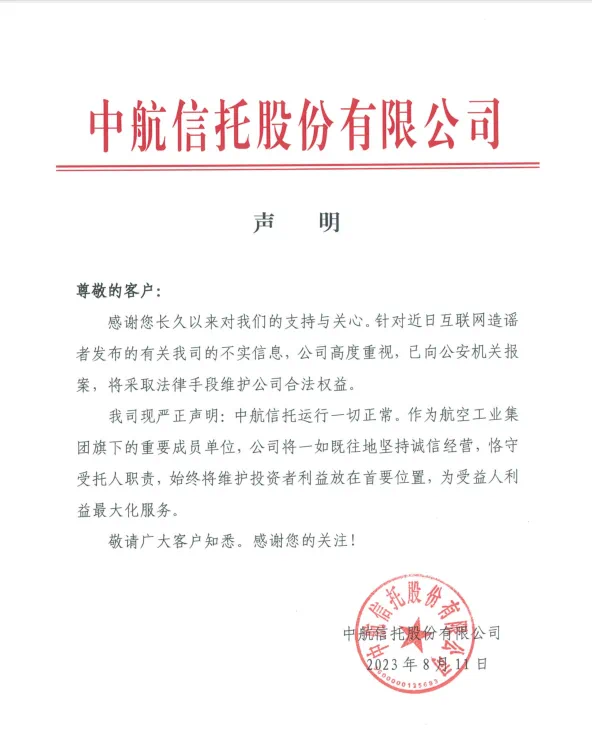 中航信托股份有限公司
声 明
尊敬的客户：
感谢您长久以来对我们的支持与关心。针对近日互联网造谣
者发布的有关我司的不实信息，公司高度重视，已向公安机关报
案，将采取法律手段维护公司合法权益。
我司现严正声明：中航信托运行一切正常。作为航空工业集
团旗下的重要成员单位，公司将一如既往地坚持诚信经营，恪守
受托人职责，始终将维护投资者利益放在首要位置，为受益人利
益最大化服务。
敬请广大客户知悉。感谢您的关注！
中航信托股份有限公司
中航信托股份有限公司
2023 年 8 月 11 日